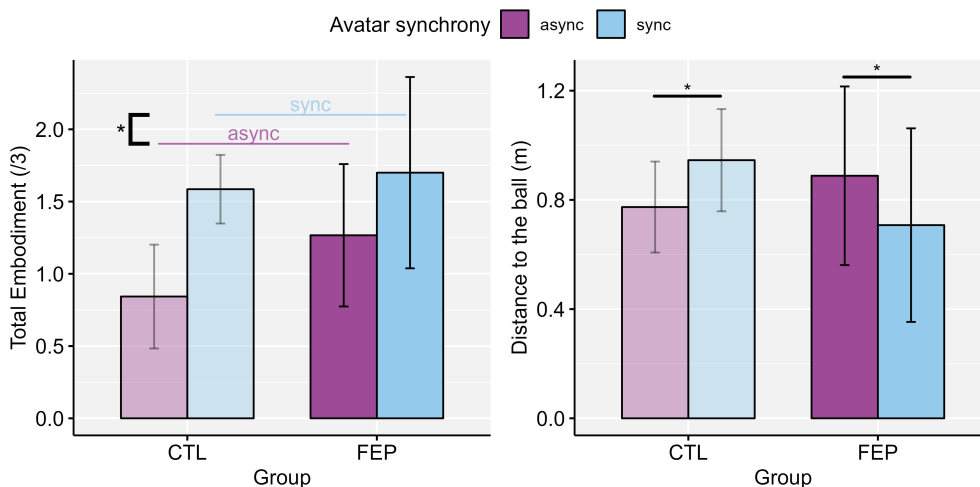 Avatar synchrony async sync
Total Embodiment (/3)
2.0
1.5
1.0
0.5
0.0
*
sync
async
CTL FEP
Group
Distance to the ball (m)
1.2
0.8
0.4
0.0
*
*
CTL FEP
Group